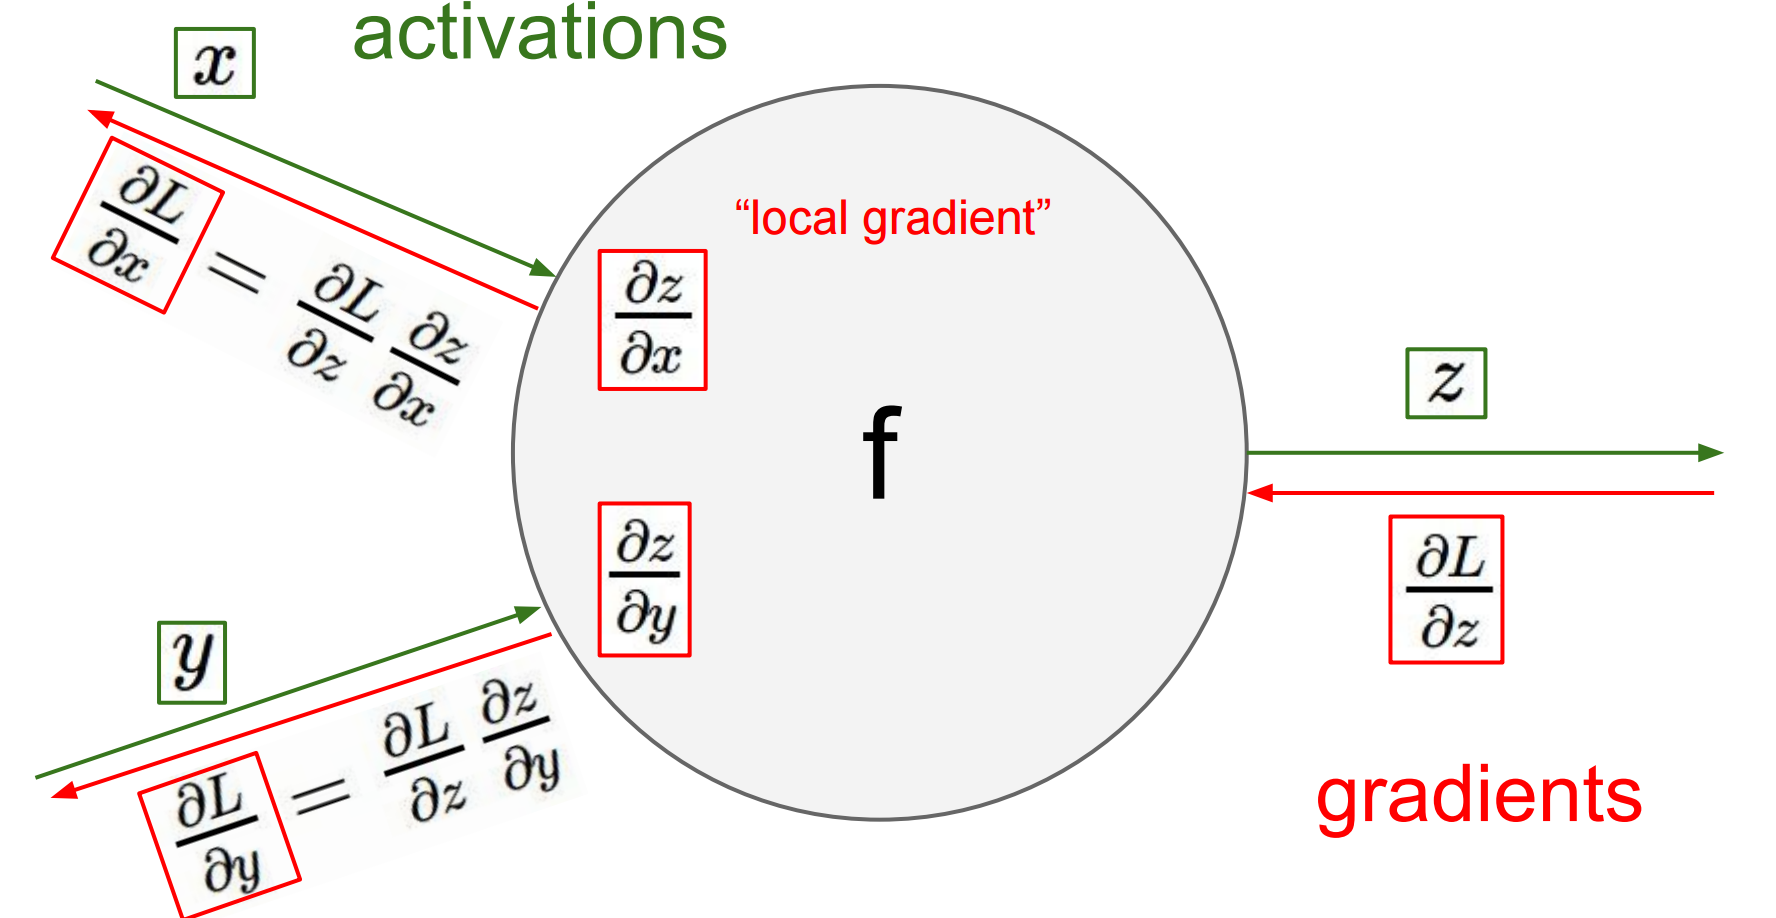 activations
x
∂L/∂x = ∂L/∂z ∂z/∂x
“local gradient”
∂z/∂x
f
z
∂z/∂y
∂L/∂z
y
∂L/∂y = ∂L/∂z ∂z/∂y
gradients